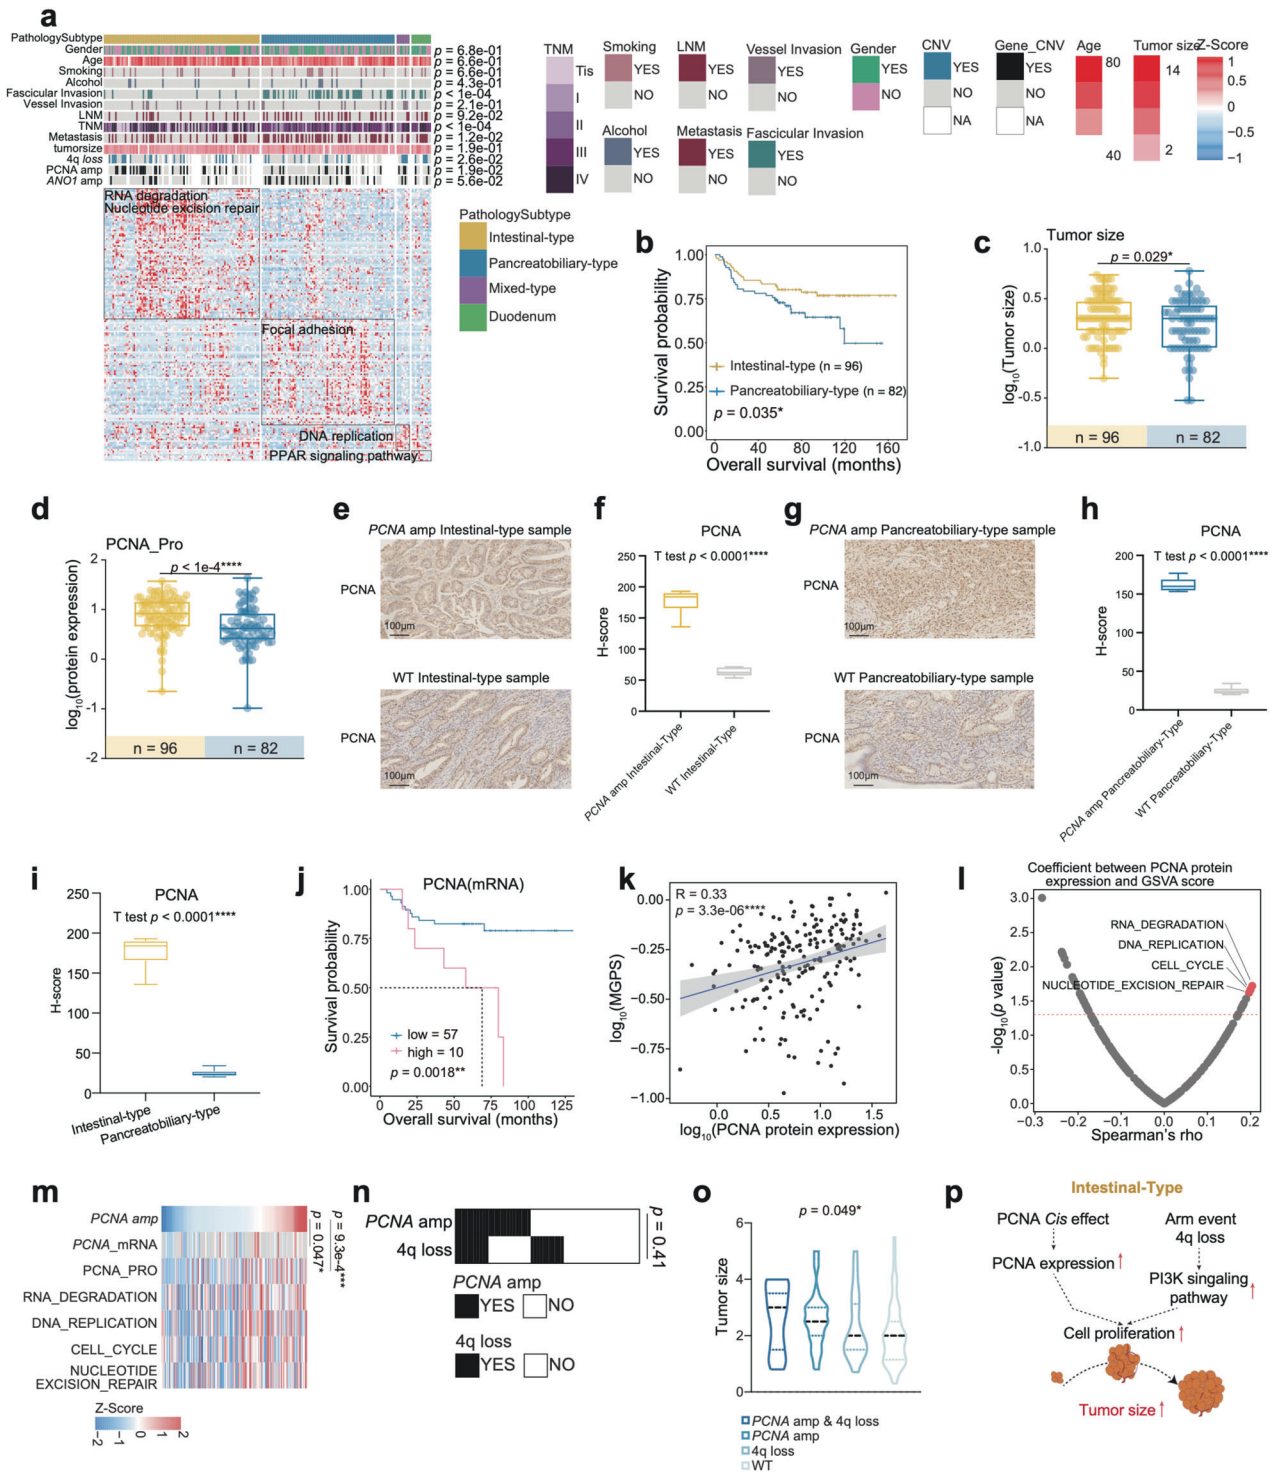 a
PathologySubtype
Gender
p = 6.8e-01
Age
p = 6.6e-01
Smoking
p = 6.6e-01
Alcohol
p = 4.3e-01
Fascicular Invasion
p < 1e-04
Vessel Invasion
p = 2.1e-01
LNM
p = 9.2e-02
TNM
p < 1e-04
Metastasis
p = 1.2e-02
tumorsize
p = 1.9e-01
4q loss
p = 2.6e-02
PCNA amp
p = 1.9e-02
ANO1 amp
p = 5.6e-02
RNA degradation
Nucleotide excision repair
Focal adhesion
DNA replication
PPAR signaling pathway
TNM
Tis
I
II
III
IV
Smoking
YES
NO
LNM
YES
NO
Vessel Invasion
YES
NO
Gender
YES
NO
CNV
YES
NO
NA
Gene_CNV
YES
NO
NA
Age
80
40
Tumor size
14
2
Z-Score
1
0.5
0
−0.5
−1
Alcohol
YES
NO
Metastasis
YES
NO
Fascicular Invasion
YES
NO
PathologySubtype
Intestinal-type
Pancreatobiliary-type
Mixed-type
Duodenum
b
Survival probability
1.00
0.75
0.50
0.25
0.00
Intestinal-type (n = 96)
Pancreatobiliary-type (n = 82)
p = 0.035*
0 40 80 120 160
Overall survival (months)
c
Tumor size
p = 0.029*
log10(Tumor size)
1.0
0.5
0.0
-0.5
-1.0
n = 96
n = 82
d
PCNA_Pro
p < 1e-4****
log10(protein expression)
2
1
0
-1
-2
n = 96
n = 82
e
PCNA amp Intestinal-type sample
PCNA
100μm
WT Intestinal-type sample
PCNA
100μm
f
PCNA
T test p < 0.0001****
H-score
250
200
150
100
50
0
PCNA amp Intestinal-Type
WT Intestinal-Type
g
PCNA amp Pancreatobiliary-type sample
PCNA
100μm
WT Pancreatobiliary-type sample
PCNA
100μm
h
PCNA
T test p < 0.0001****
H-score
200
150
100
50
0
PCNA amp Pancreatobiliary-Type
WT Pancreatobiliary-Type
i
PCNA
T test p < 0.0001****
H-score
250
200
150
100
50
0
Intestinal-type
Pancreatobiliary-type
j
PCNA(mRNA)
Survival probability
1.00
0.75
0.50
0.25
0.00
low = 57
high = 10
p = 0.0018**
0 25 50 75 100 125
Overall survival (months)
k
R = 0.33
p = 3.3e-06****
log10(MGPS)
0.00
−0.25
−0.50
−0.75
−1.00
0.0 0.5 1.0 1.5
log10(PCNA protein expression)
l
Coefficient between PCNA protein
expression and GSVA score
-log10(p value)
3.0
2.5
2.0
1.5
1.0
0.5
0.0
RNA_DEGRADATION
DNA_REPLICATION
CELL_CYCLE
NUCLEOTIDE_EXCISION_REPAIR
−0.3 −0.2 −0.1 0.0 0.1 0.2
Spearman's rho
m
PCNA amp
PCNA_mRNA
PCNA_PRO
RNA_DEGRADATION
DNA_REPLICATION
CELL_CYCLE
NUCLEOTIDE
EXCISION_REPAIR
p = 0.047*
p = 9.3e-4***
Z-Score
−2 −1 0 1 2
n
PCNA amp
4q loss
p = 0.41
PCNA amp
YES NO
4q loss
YES NO
o
p = 0.049*
Tumor size
6
4
2
0
PCNA amp & 4q loss
PCNA amp
4q loss
WT
p
Intestinal-Type
PCNA Cis effect
PCNA expression
Arm event
4q loss
PI3K singaling
pathway
Cell proliferation
Tumor size